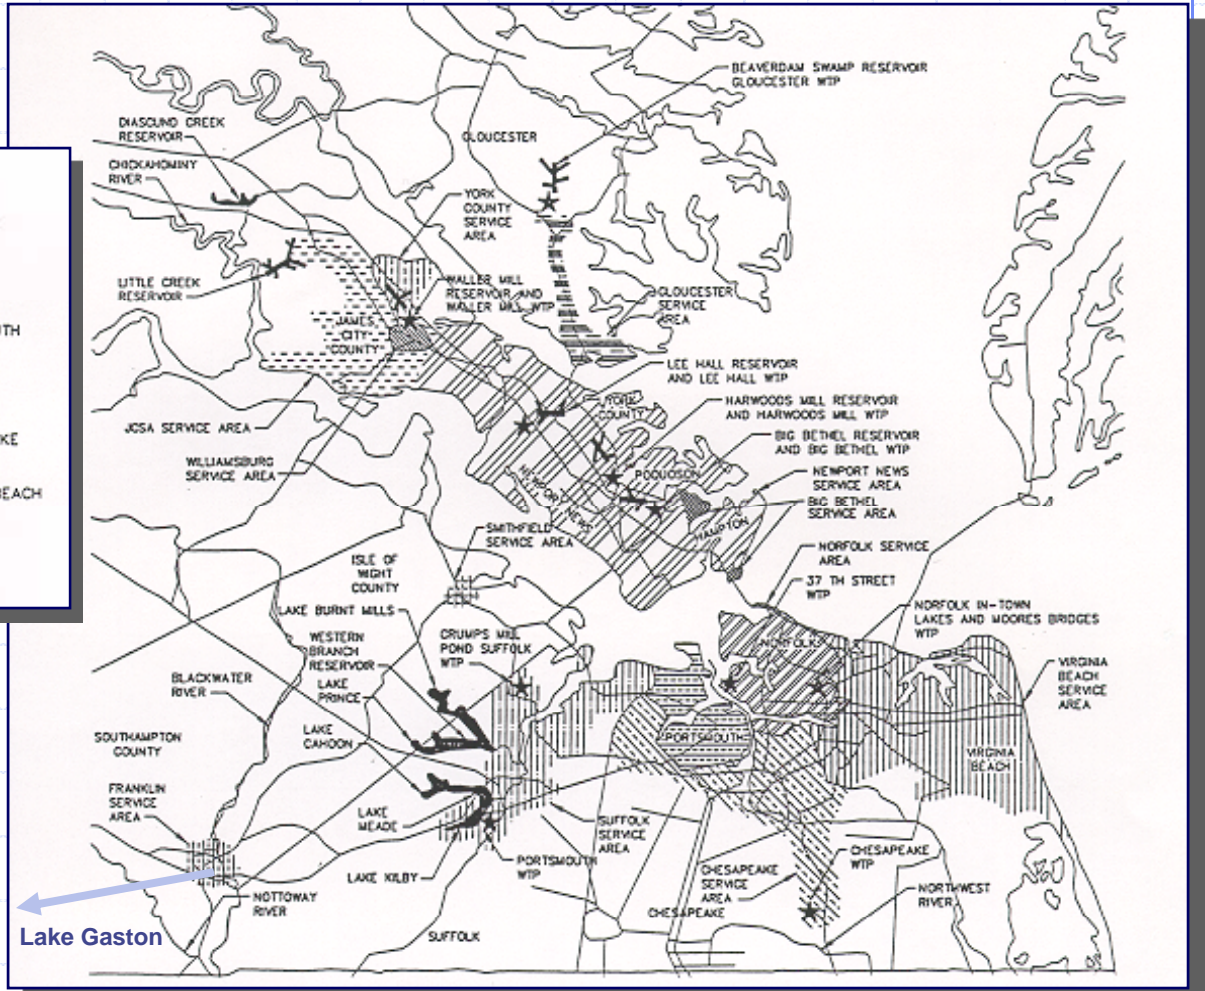 BEAVERDAM SWAMP RESERVOIR
GLOUCESTER WTP
DIASCUND CREEK
RESERVOIR
GLOUCESTER
CHICKAHOMINY
RIVER
YORK
COUNTY
SERVICE
AREA
LITTLE CREEK
RESERVOIR
WALLER MILL
RESERVOIR AND
WALLER MILL WTP
GLOUCESTER
SERVICE
AREA
JAMES
CITY
COUNTY
UTH
LEE HALL RESERVOIR
AND LEE HALL WTP
YORK
COUNTY
HARWOODS MILL RESERVOIR
AND HARWOODS MILL WTP
JCSA SERVICE AREA
KE
BIG BETHEL RESERVOIR
AND BIG BETHEL WTP
WILLIAMSBURG
SERVICE AREA
POQUOSON
NEWPORT NEWS
SERVICE AREA
EACH
NEWPORT NEWS
BIG BETHEL
SERVICE AREA
HAMPTON
SMITHFIELD
SERVICE AREA
NORFOLK SERVICE
AREA
ISLE OF
WIGHT
COUNTY
37 TH STREET
WTP
LAKE BURNT MILLS
NORFOLK IN-TOWN
LAKES AND MOORES BRIDGES
WTP
WESTERN
BRANCH
RESERVOIR
CRUMPS MILL
POND SUFFOLK
WTP
NORFOLK
BLACKWATER
RIVER
LAKE
PRINCE
VIRGINIA
BEACH
SERVICE
AREA
SOUTHAMPTON
COUNTY
LAKE
CAHOON
PORTSMOUTH
VIRGINIA
BEACH
FRANKLIN
SERVICE
AREA
LAKE
MEADE
SUFFOLK
SERVICE
AREA
LAKE KILBY
PORTSMOUTH
WTP
CHESAPEAKE
SERVICE
AREA
CHESAPEAKE
WTP
NOTTOWAY
RIVER
CHESAPEAKE
NORTHWEST
RIVER
Lake Gaston
SUFFOLK